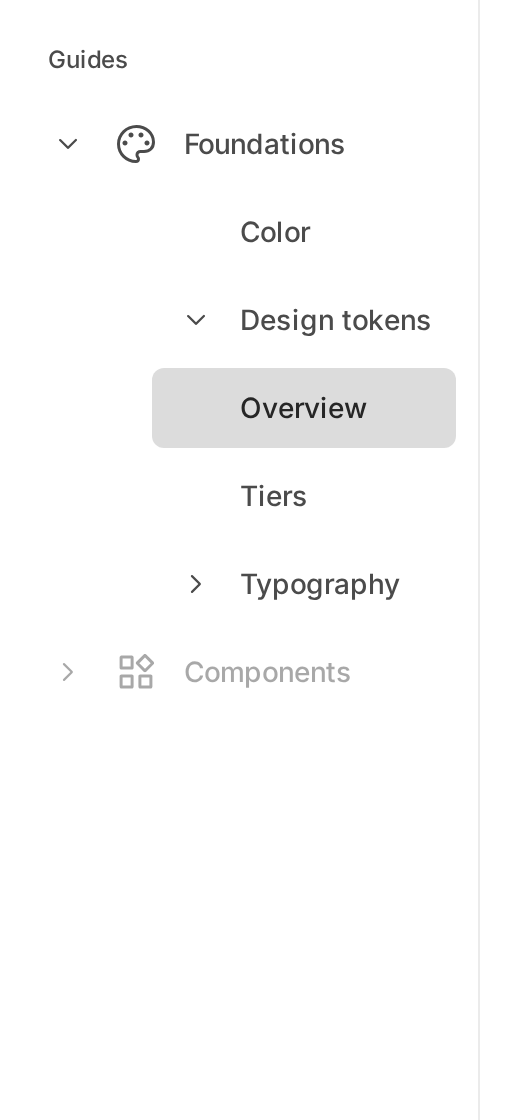 Guides
Foundations
Color
Design tokens
Overview
Tiers
Typography
Components